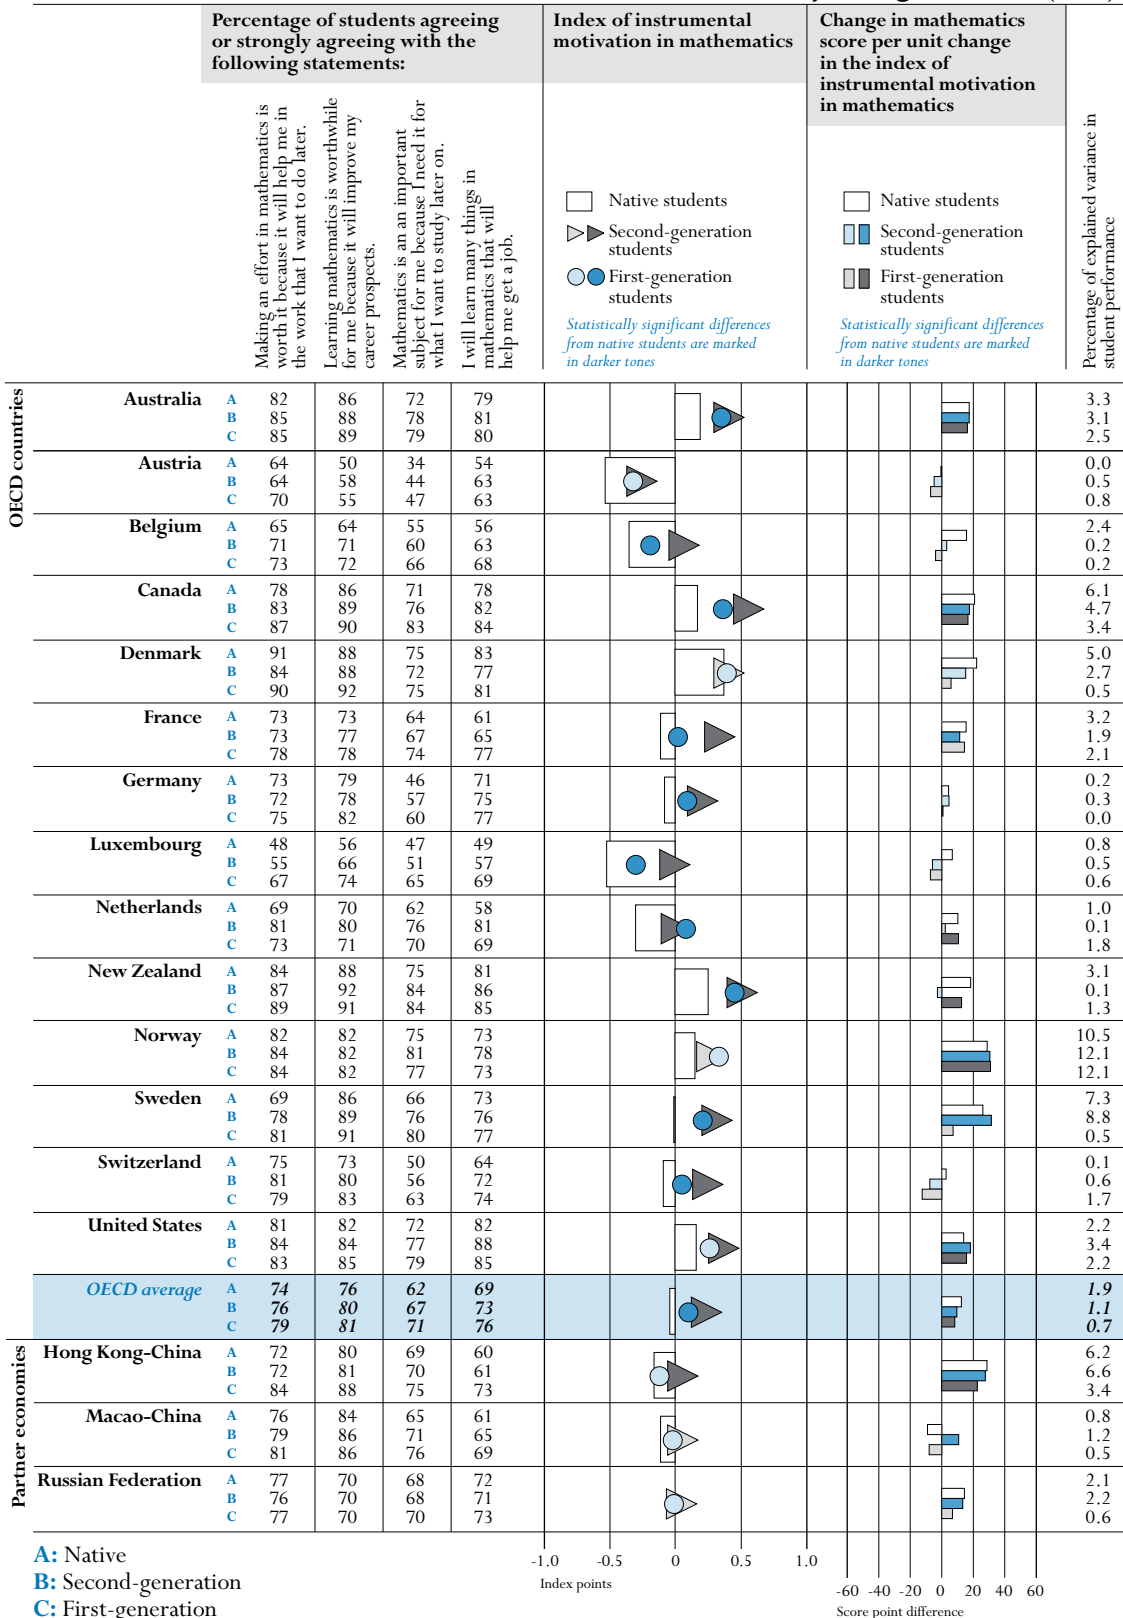 Percentage of students agreeing
or strongly agreeing with the
following statements:
Index of instrumental
motivation in mathematics
Change in mathematics
score per unit change
in the index of
instrumental motivation
in mathematics
Making an effort in mathematics is
worth it because it will help me in
the work that I want to do later.
Learning mathematics is worthwhile
for me because it will improve my
career prospects.
Mathematics is an an important
subject for me because I need it for
what I want to study later on.
I will learn many things in
mathematics that will
help me get a job.
Native students
Second-generation
students
First-generation
students
Statistically significant differences
from native students are marked
in darker tones
Native students
Second-generation
students
First-generation
students
Statistically significant differences
from native students are marked
in darker tones
Percentage of explained variance in
student performance
OECD countries
Australia A 82 86 72 79 3.3
B 85 88 78 81 3.1
C 85 89 79 80 2.5
Austria A 64 50 34 54 0.0
B 64 58 44 63 0.5
C 70 55 47 63 0.8
Belgium A 65 64 55 56 2.4
B 71 71 60 63 0.2
C 73 72 66 68 0.2
Canada A 78 86 71 78 6.1
B 83 89 76 82 4.7
C 87 90 83 84 3.4
Denmark A 91 88 75 83 5.0
B 84 88 72 77 2.7
C 90 92 75 81 0.5
France A 73 73 64 61 3.2
B 73 77 67 65 1.9
C 78 78 74 77 2.1
Germany A 73 79 46 71 0.2
B 72 78 57 75 0.3
C 75 82 60 77 0.0
Luxembourg A 48 56 47 49 0.8
B 55 66 51 57 0.5
C 67 74 65 69 0.6
Netherlands A 69 70 62 58 1.0
B 81 80 76 81 0.1
C 73 71 70 69 1.8
New Zealand A 84 88 75 81 3.1
B 87 92 84 86 0.1
C 89 91 84 85 1.3
Norway A 82 82 75 73 10.5
B 84 82 81 78 12.1
C 84 82 77 73 12.1
Sweden A 69 86 66 73 7.3
B 78 89 76 76 8.8
C 81 91 80 77 0.5
Switzerland A 75 73 50 64 0.1
B 81 80 56 72 0.6
C 79 83 63 74 1.7
United States A 81 82 72 82 2.2
B 84 84 77 88 3.4
C 83 85 79 85 2.2
OECD average A 74 76 62 69 1.9
B 76 80 67 73 1.1
C 79 81 71 76 0.7
Partner economies
Hong Kong-China A 72 80 69 60 6.2
B 72 81 70 61 6.6
C 84 88 75 73 3.4
Macao-China A 76 84 65 61 0.8
B 79 86 71 65 1.2
C 81 86 76 69 0.5
Russian Federation A 77 70 68 72 2.1
B 76 70 68 71 2.2
C 77 70 70 73 0.6
A: Native
B: Second-generation
C: First-generation
-1.0 -0.5 0 0.5 1.0
Index points
-60 -40 -20 0 20 40 60
Score point difference